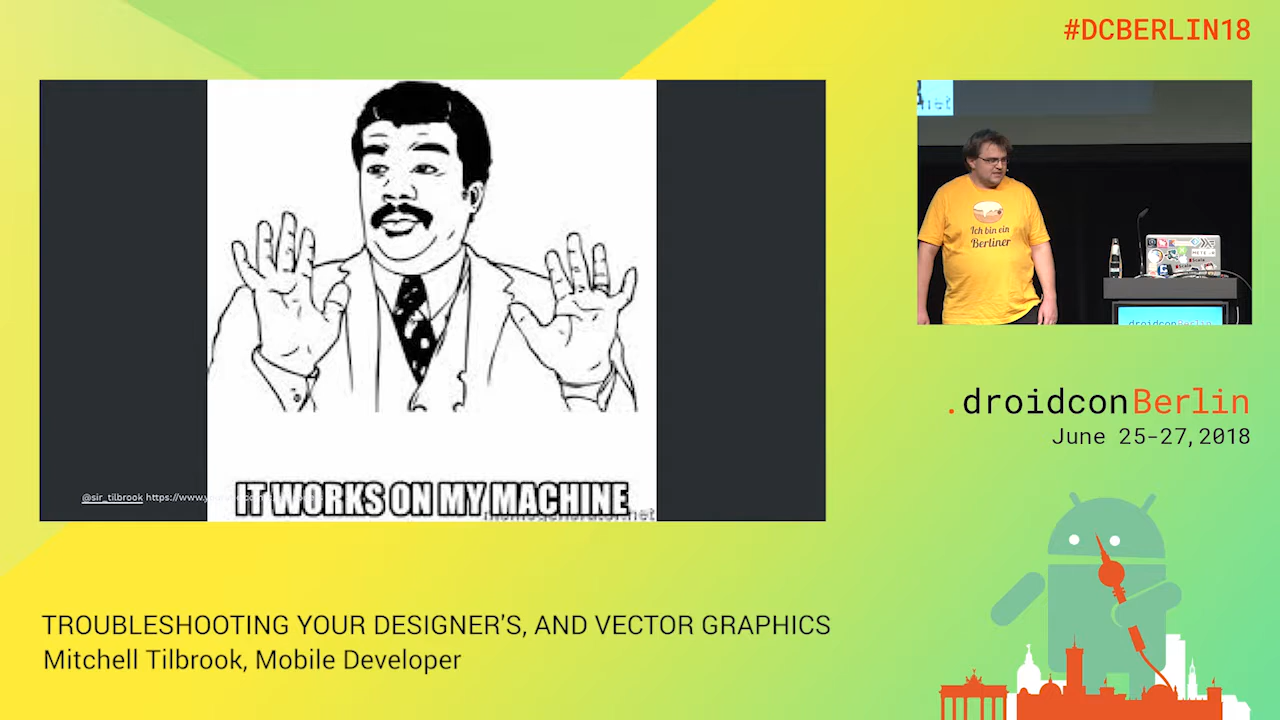 #DCBERLIN18
@sir_tilbrook https://www.
IT WORKS ON MY MACHINE
Ich bin ein
Berliner
droidconBerlin
.droidconBerlin
June 25-27, 2018
TROUBLESHOOTING YOUR DESIGNER'S, AND VECTOR GRAPHICS
Mitchell Tilbrook, Mobile Developer